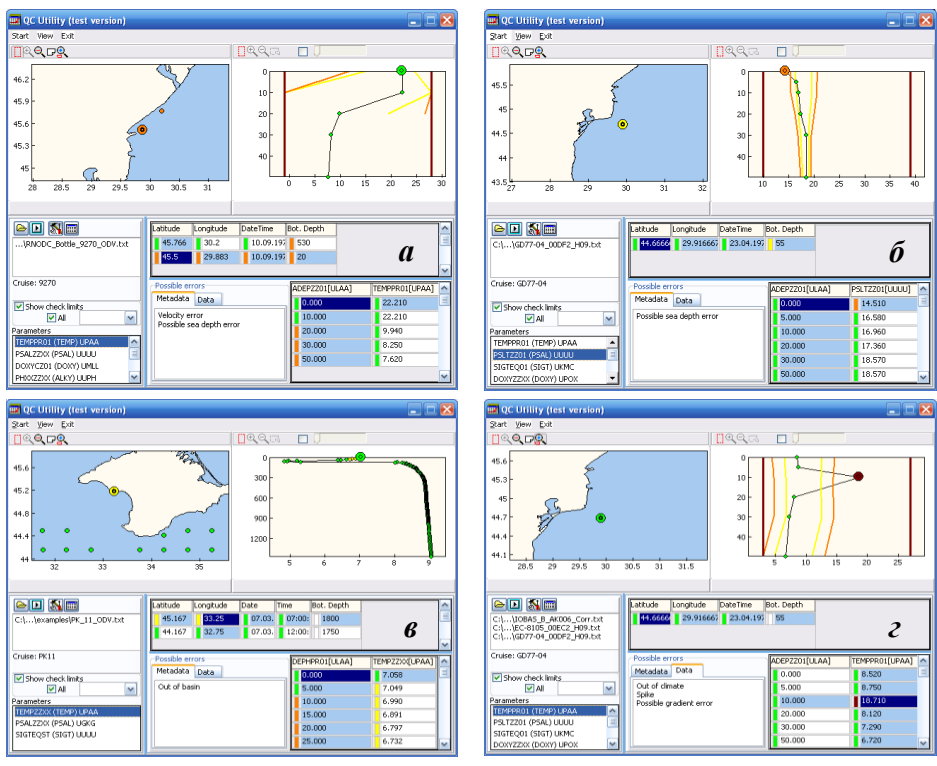 QC Utility (test version)
Start View Exit
46.2
45.9
45.6
45.3
45
28 28.5 29 29.5 30 30.5 31
0
10
20
30
40
0 5 10 15 20 25 30
...\RNODC_Bottle_9270_ODV.txt
Cruise: 9270
Show check limits
All
Parameters
TEMPPR01 (TEMP) UPAA
PSALZZXX (PSAL) UUUU
DOXYCZ01 (DOXY) UMLL
PHXXZZXX (ALKY) UUPH
Latitude Longitude DateTime Bot. Depth
45.766 30.2 10.09.197 530
45.5 29.883 10.09.197 20
а
Possible errors
Metadata Data
Velocity error
Possible sea depth error
ADEPZZ01[ULAA] TEMPPR01[UPAA]
0.000 22.210
10.000 22.210
20.000 9.940
30.000 8.250
50.000 7.620
QC Utility (test version)
Start View Exit
45.5
45
44.5
44
43.5
27 28 29 30 31 32
0
10
20
30
40
10 15 20 25 30 35 40
C:\...\GD77-04_00DF2_H09.txt
Cruise: GD77-04
Show check limits
All
Parameters
TEMPPR01 (TEMP) UPAA
PSLTZZ01 (PSAL) UUUU
SIGTEQ01 (SIGT) UKMC
DOXYZZXX (DOXY) UPOX
Latitude Longitude DateTime Bot. Depth
44.66666 29.916667 23.04.197 55
б
Possible errors
Metadata Data
Possible sea depth error
ADEPZZ01[ULAA] PSLTZZ01[UUUU]
0.000 14.510
5.000 16.580
10.000 16.960
20.000 17.360
30.000 18.570
50.000 18.570
QC Utility (test version)
Start View Exit
45.6
45.2
44.8
44.4
44
32 33 34 35
0
300
600
900
1200
5 6 7 8 9
C:\...\examples\PK_11_ODV.txt
Cruise: PK11
Show check limits
All
Parameters
TEMPZZXX (TEMP) UPAA
PSALZZXX (PSAL) UGKG
SIGTEQST (SIGT) UUUU
Latitude Longitude Date Time Bot. Depth
45.167 33.25 07.03. 07:00: 1800
44.167 32.75 07.03. 12:00: 1750
в
Possible errors
Metadata Data
Out of basin
DEPHPR01[ULAA] TEMPZZXX[UPAA]
0.000 7.058
5.000 7.049
10.000 6.990
15.000 6.891
20.000 6.797
25.000 6.732
QC Utility (test version)
Start View Exit
45.6
45.3
45
44.7
44.4
44.1
28.5 29 29.5 30 30.5 31 31.5
0
10
20
30
40
5 10 15 20 25
C:\...\IOBAS_B_AK006_Corr.txt
C:\...\EC-8105_00EC2_H09.txt
C:\...\GD77-04_00DF2_H09.txt
Cruise: GD77-04
Show check limits
All
Parameters
TEMPPR01 (TEMP) UPAA
PSLTZZ01 (PSAL) UUUU
SIGTEQ01 (SIGT) UKMC
DOXYZZXX (DOXY) UPOX
Latitude Longitude DateTime Bot. Depth
44.66666 29.916667 23.04.197 55
г
Possible errors
Metadata Data
Out of climate
Spike
Possible gradient error
ADEPZZ01[ULAA] TEMPPR01[UPAA]
0.000 8.520
5.000 8.750
10.000 18.710
20.000 8.120
30.000 7.290
50.000 6.720